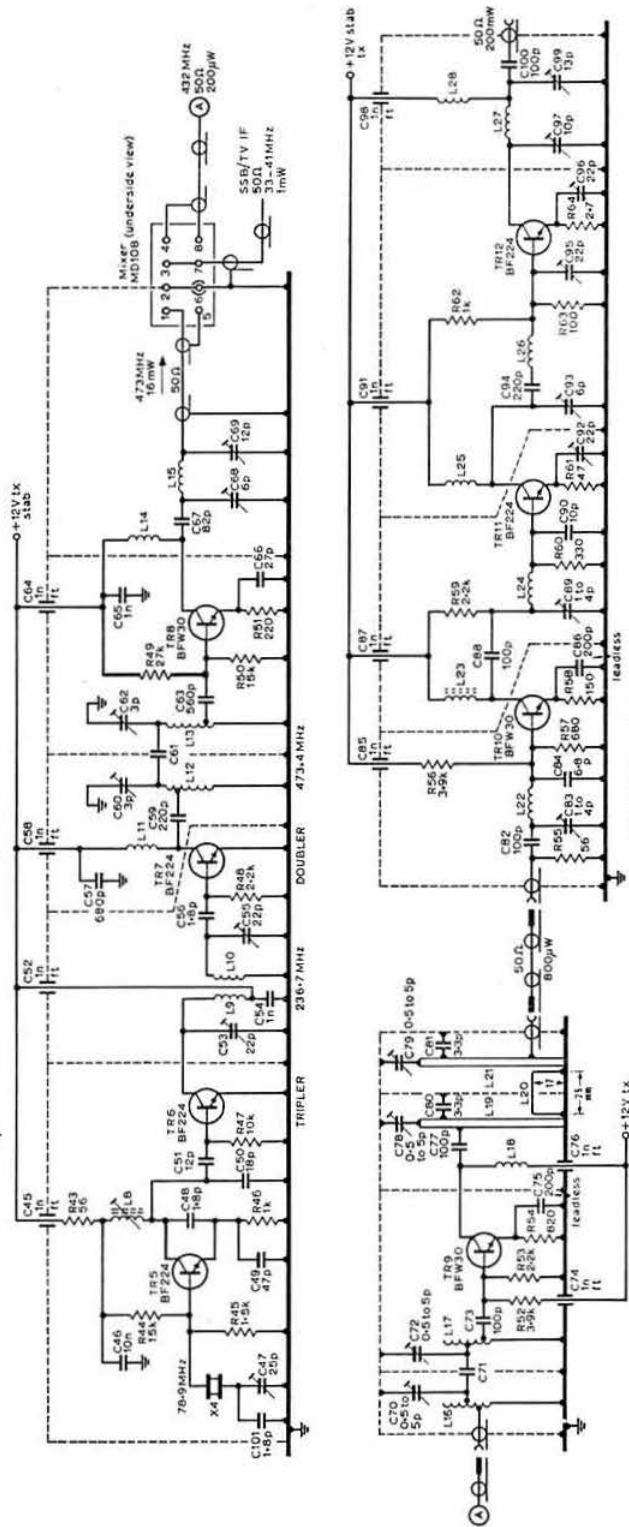 +12V tx
stab
C45
1n
ft
R43
56
L8
C46
10n
R44
15k
TR5
BF224
C48
1·8p
C49
47p
R46
1k
R45
1·5k
78·9MHz
X4
C101
1·8p
C47
25p
C51
12p
C50
18p
TR6
BF224
R47
10k
TRIPLER
C52
1n
ft
C53
22p
L9
C54
1n
236·7MHz
L10
C55
22p
C56
1·8p
R48
2·2k
TR7
BF224
DOUBLER
C57
680p
C58
1n
ft
L11
C59
220p
C60
3p
L12
C61
C62
3p
L13
473·4 MHz
C63
560p
R49
27k
R50
15k
TR8
BFW30
R51
220
C66
27p
C64
1n
ft
C65
1n
L14
C67
82p
L15
C68
6p
C69
12p
473MHz
16mW
50Ω
Mixer (underside view)
MD108
1
2
3
4
5
6
7
8
432MHz
50Ω
200µW
A
SSB/TV IF
50Ω
33-41MHz
1mW
A
L16
C70
0·5 to
5p
C71
C72
0·5 to 5p
L17
C73
100p
TR9
BFW30
R52
3·9k
R53
2·2k
R54
820
C74
1n
ft
C75
200p
leadless
C76
1n
ft
+12V tx
L18
C77
100p
C78
0·5
to 5p
C79
0·5 to 5p
C80
3·3p
C81
3·3p
L19
L20
L21
17
75
mm
50Ω
800µW
C82
100p
R55
56
C83
1 to
4p
L22
C84
6·8p
R57
680
R56
3·9k
C85
1n
ft
TR10
BFW30
R58
150
C86
200p
leadless
C87
1n
ft
L23
C88
100p
R59
2·2k
C89
1 to
4p
L24
R60
330
C90
10p
TR11
BF224
R61
47
C92
22p
C91
1n
ft
L25
C93
6p
C94
220p
L26
R62
1k
R63
100
C95
22p
TR12
BF224
R64
2·7
C96
22p
L27
C97
10p
C98
1n
ft
L28
C99
13p
C100
100p
50Ω
200mW
+12V stab
tx